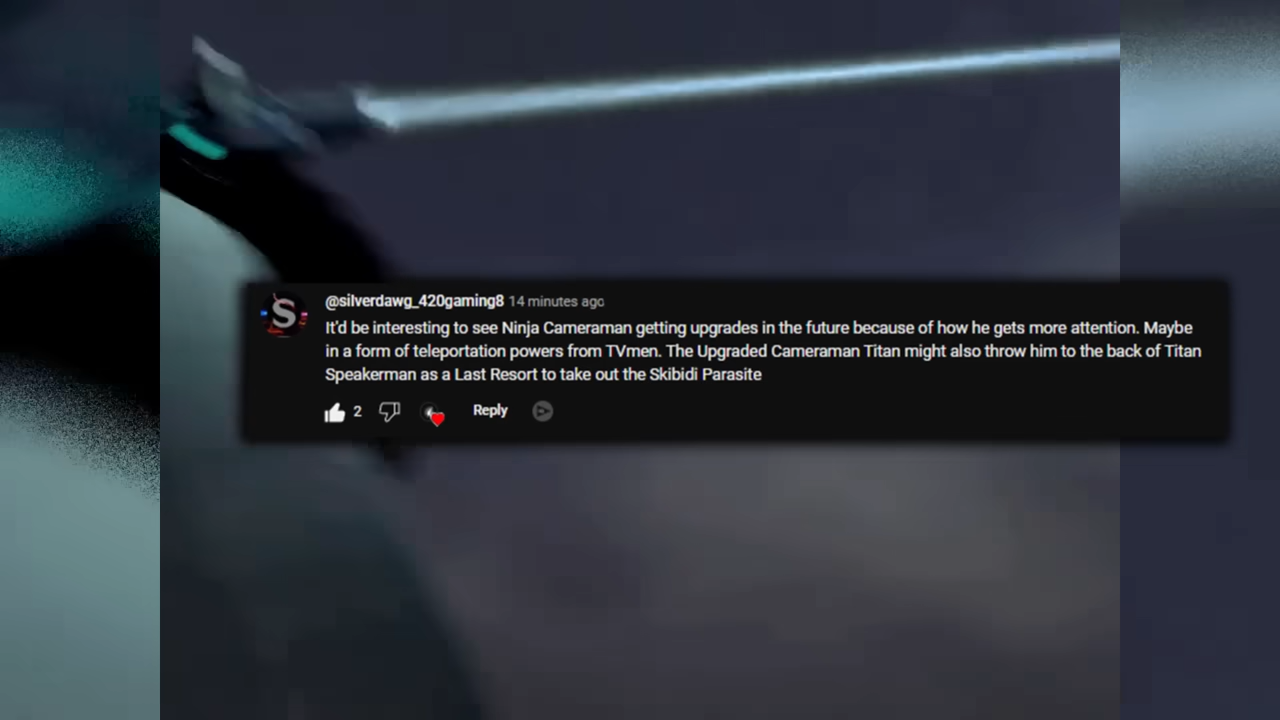 S
@silverdawg_420gaming8 14 minutes ago
It'd be interesting to see Ninja Cameraman getting upgrades in the future because of how he gets more attention. Maybe
in a form of teleportation powers from TVmen. The Upgraded Cameraman Titan might also throw him to the back of Titan
Speakerman as a Last Resort to take out the Skibidi Parasite
2 Reply